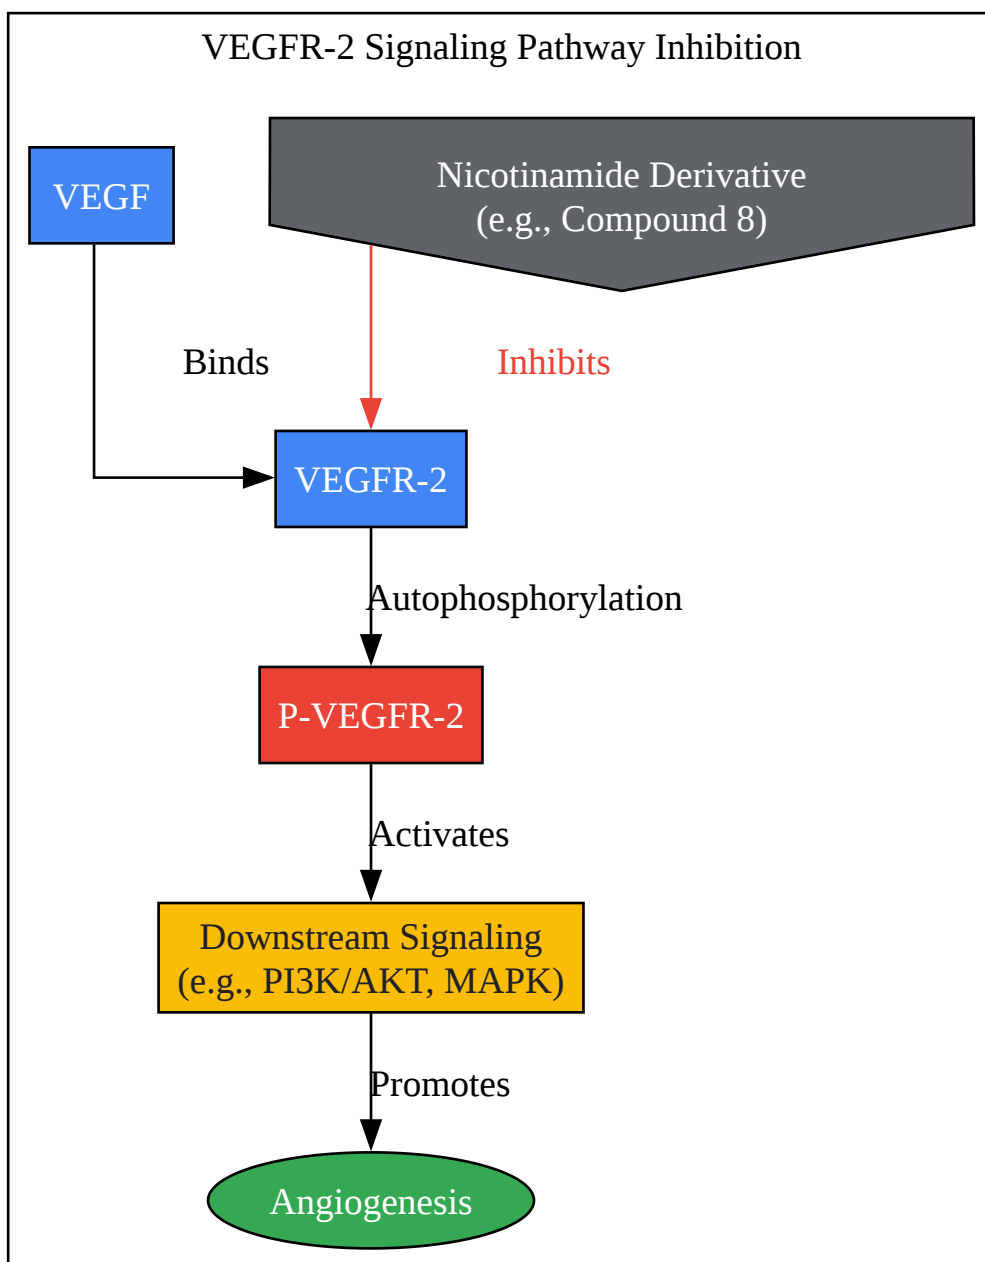 VEGFR-2 Signaling Pathway Inhibition
VEGF
Nicotinamide Derivative
(e.g., Compound 8)
Binds
Inhibits
VEGFR-2
Autophosphorylation
P-VEGFR-2
Activates
Downstream Signaling
(e.g., PI3K/AKT, MAPK)
Promotes
Angiogenesis